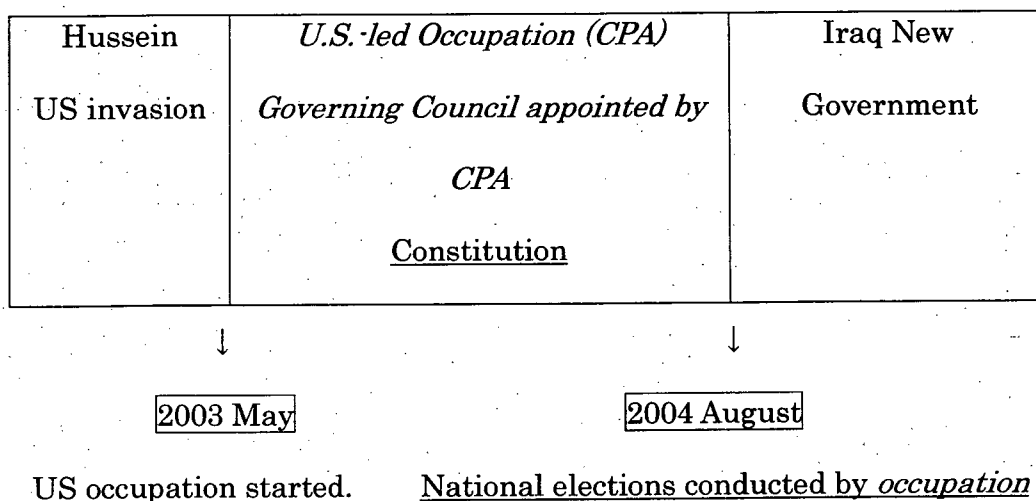 Hussein
US invasion
U.S.-led Occupation (CPA)
Governing Council appointed by
CPA
Constitution
Iraq New
Government
↓ ↓
2003 May 2004 August
US occupation started. National elections conducted by occupation